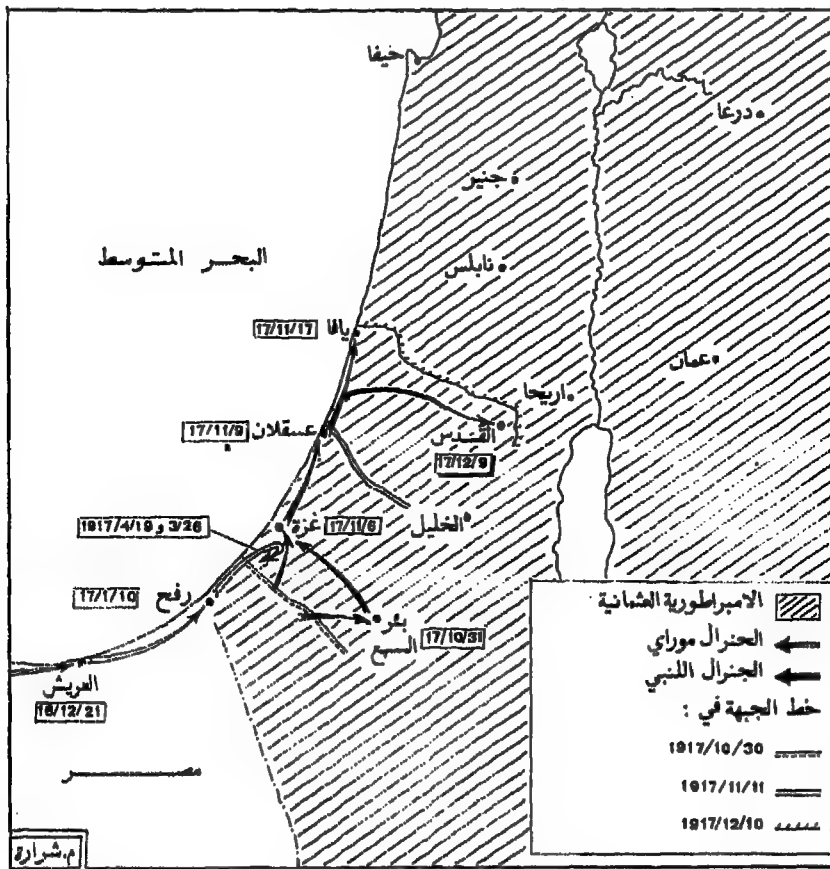 حيفا
درعا
جنين
نابلس
البحر المتوسط
17/11/17 يافا
عمان
اريحا
القدس
17/12/9
17/11/9 عسقلان
الخليل
1917/4/19 و 3/26
غزة 17/11/6
17/1/10 رفح
بئر
السبع 17/10/31
العريش
16/12/21
مصر
الامبراطورية العثمانية
الجنرال موراي
الجنرال اللنبي
خط الجبهة في :
1917/10/30
1917/11/11
1917/12/10
م. شرارة